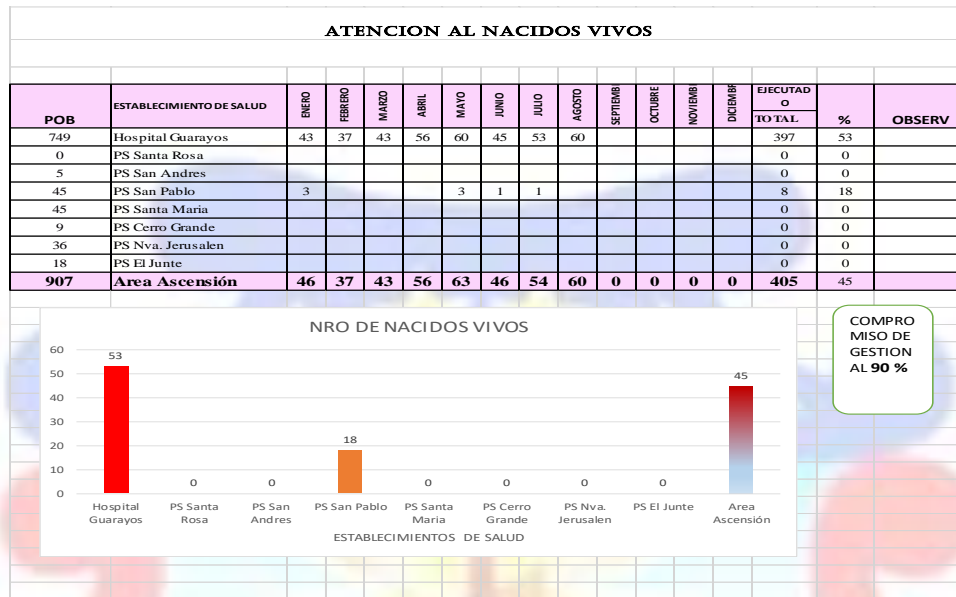 ATENCION AL NACIDOS VIVOS
POB ESTABLECIMIENTO DE SALUD ENERO FEBRERO MARZO ABRIL MAYO JUNIO JULIO AGOSTO SEPTIEMB OCTUBRE NOVIEMB DICIEMBR EJECUTAD O TOTAL % OBSERV
749 Hospital Guarayos 43 37 43 56 60 45 53 60 397 53
0 PS Santa Rosa 0 0
5 PS San Andres 0 0
45 PS San Pablo 3 3 1 1 8 18
45 PS Santa Maria 0 0
9 PS Cerro Grande 0 0
36 PS Nva. Jerusalen 0 0
18 PS El Junte 0 0
907 Area Ascensión 46 37 43 56 63 46 54 60 0 0 0 0 405 45
NRO DE NACIDOS VIVOS
60
50
40
30
20
10
0
53 0 0 18 0 0 0 0 45
Hospital Guarayos
PS Santa Rosa
PS San Andres
PS San Pablo
PS Santa Maria
PS Cerro Grande
PS Nva. Jerusalen
PS El Junte
Area Ascensión
ESTABLECIMIENTOS DE SALUD
COMPRO
MISO DE
GESTION
AL 90 %